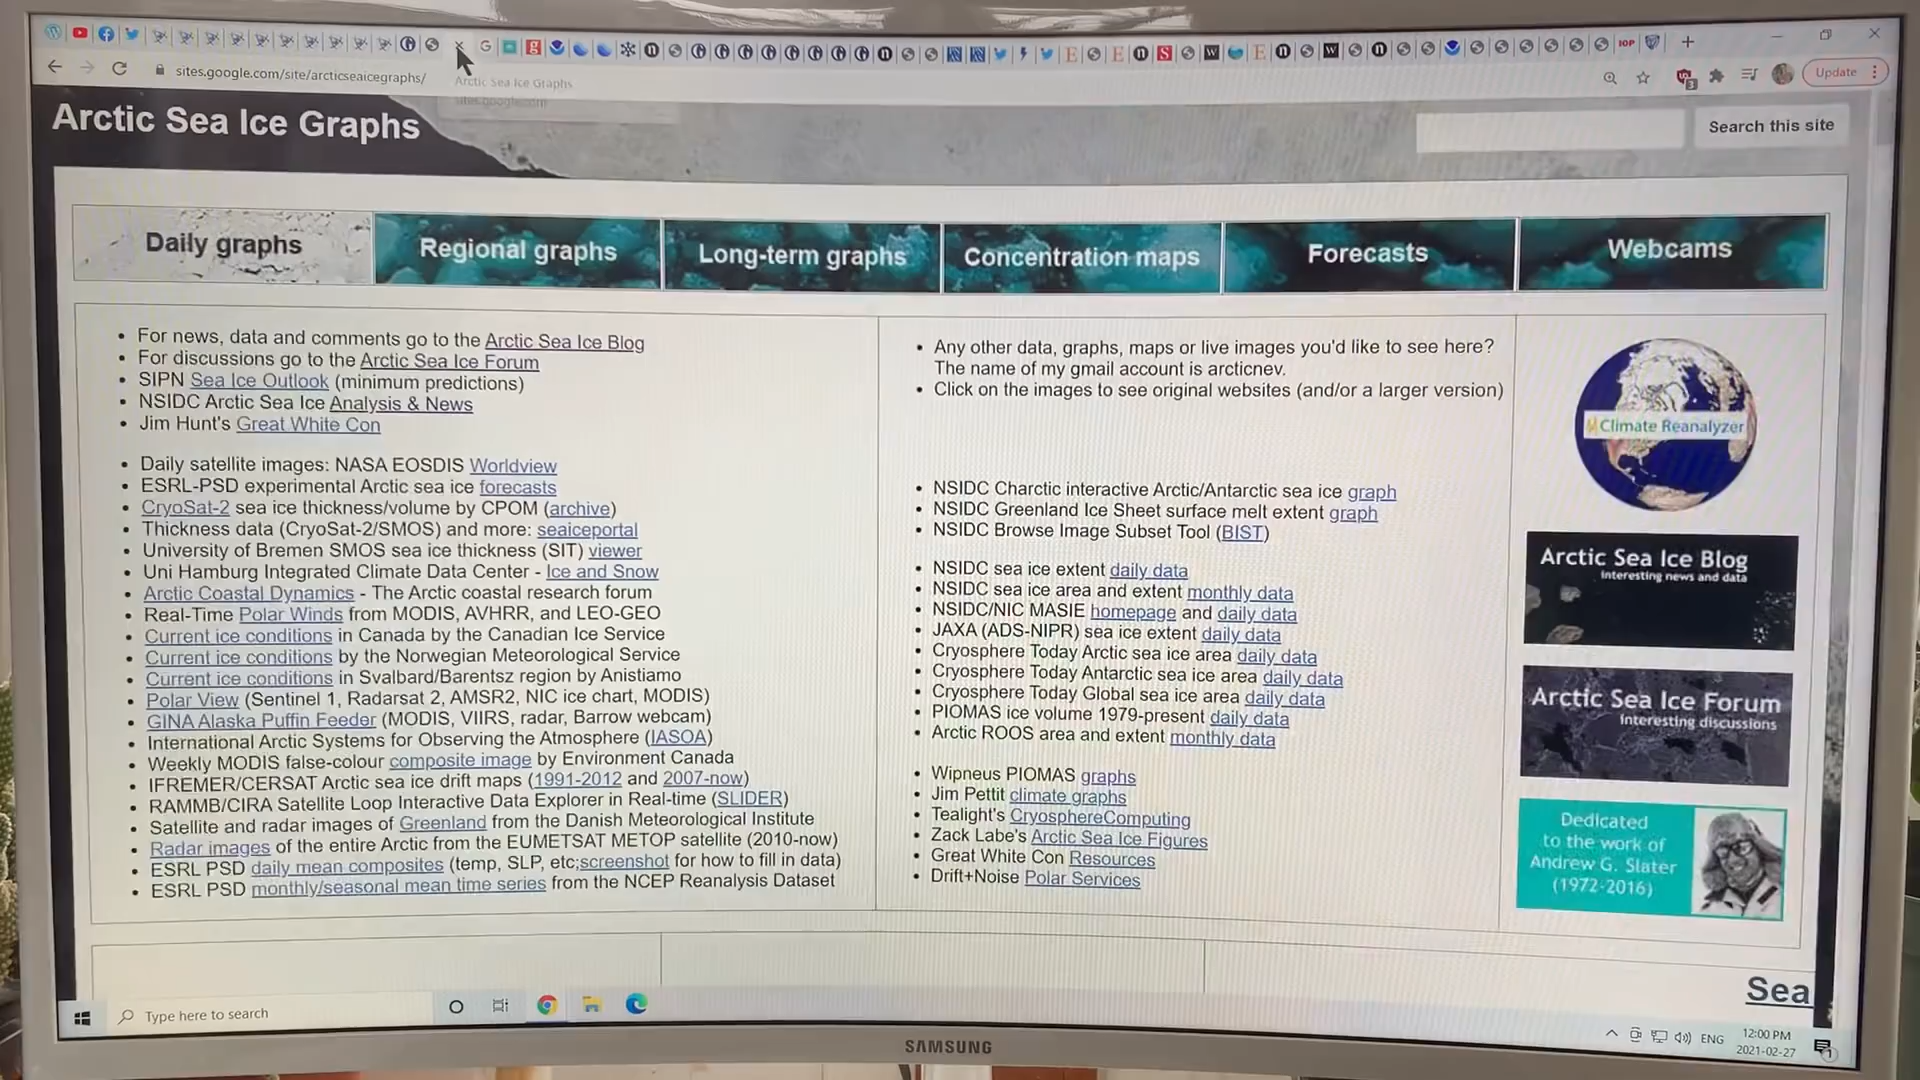 sites.google.com/site/arcticseaicegraphs/
Arctic Sea Ice Graphs
sites.google.com
Update
Arctic Sea Ice Graphs
Search this site
Daily graphs
Regional graphs
Long-term graphs
Concentration maps
Forecasts
Webcams
For news, data and comments go to the Arctic Sea Ice Blog
For discussions go to the Arctic Sea Ice Forum
SIPN Sea Ice Outlook (minimum predictions)
NSIDC Arctic Sea Ice Analysis & News
Jim Hunt's Great White Con
Daily satellite images: NASA EOSDIS Worldview
ESRL-PSD experimental Arctic sea ice forecasts
CryoSat-2 sea ice thickness/volume by CPOM (archive)
Thickness data (CryoSat-2/SMOS) and more: seaiceportal
University of Bremen SMOS sea ice thickness (SIT) viewer
Uni Hamburg Integrated Climate Data Center - Ice and Snow
Arctic Coastal Dynamics - The Arctic coastal research forum
Real-Time Polar Winds from MODIS, AVHRR, and LEO-GEO
Current ice conditions in Canada by the Canadian Ice Service
Current ice conditions by the Norwegian Meteorological Service
Current ice conditions in Svalbard/Barentsz region by Anistiamo
Polar View (Sentinel 1, Radarsat 2, AMSR2, NIC ice chart, MODIS)
GINA Alaska Puffin Feeder (MODIS, VIIRS, radar, Barrow webcam)
International Arctic Systems for Observing the Atmosphere (IASOA)
Weekly MODIS false-colour composite image by Environment Canada
IFREMER/CERSAT Arctic sea ice drift maps (1991-2012 and 2007-now)
RAMMB/CIRA Satellite Loop Interactive Data Explorer in Real-time (SLIDER)
Satellite and radar images of Greenland from the Danish Meteorological Institute
Radar images of the entire Arctic from the EUMETSAT METOP satellite (2010-now)
ESRL PSD daily mean composites (temp, SLP, etc;screenshot for how to fill in data)
ESRL PSD monthly/seasonal mean time series from the NCEP Reanalysis Dataset
Any other data, graphs, maps or live images you'd like to see here?
The name of my gmail account is arcticnev.
Click on the images to see original websites (and/or a larger version)
NSIDC Charctic interactive Arctic/Antarctic sea ice graph
NSIDC Greenland Ice Sheet surface melt extent graph
NSIDC Browse Image Subset Tool (BIST)
NSIDC sea ice extent daily data
NSIDC sea ice area and extent monthly data
NSIDC/NIC MASIE homepage and daily data
JAXA (ADS-NIPR) sea ice extent daily data
Cryosphere Today Arctic sea ice area daily data
Cryosphere Today Antarctic sea ice area daily data
Cryosphere Today Global sea ice area daily data
PIOMAS ice volume 1979-present daily data
Arctic ROOS area and extent monthly data
Wipneus PIOMAS graphs
Jim Pettit climate graphs
Tealight's CryosphereComputing
Zack Labe's Arctic Sea Ice Figures
Great White Con Resources
Drift+Noise Polar Services
Climate Reanalyzer
Arctic Sea Ice Blog
Interesting news and data
Arctic Sea Ice Forum
Interesting discussions
Dedicated
to the work of
Andrew G. Slater
(1972-2016)
Sea
Type here to search
ENG
12:00 PM
2021-02-27
SAMSUNG